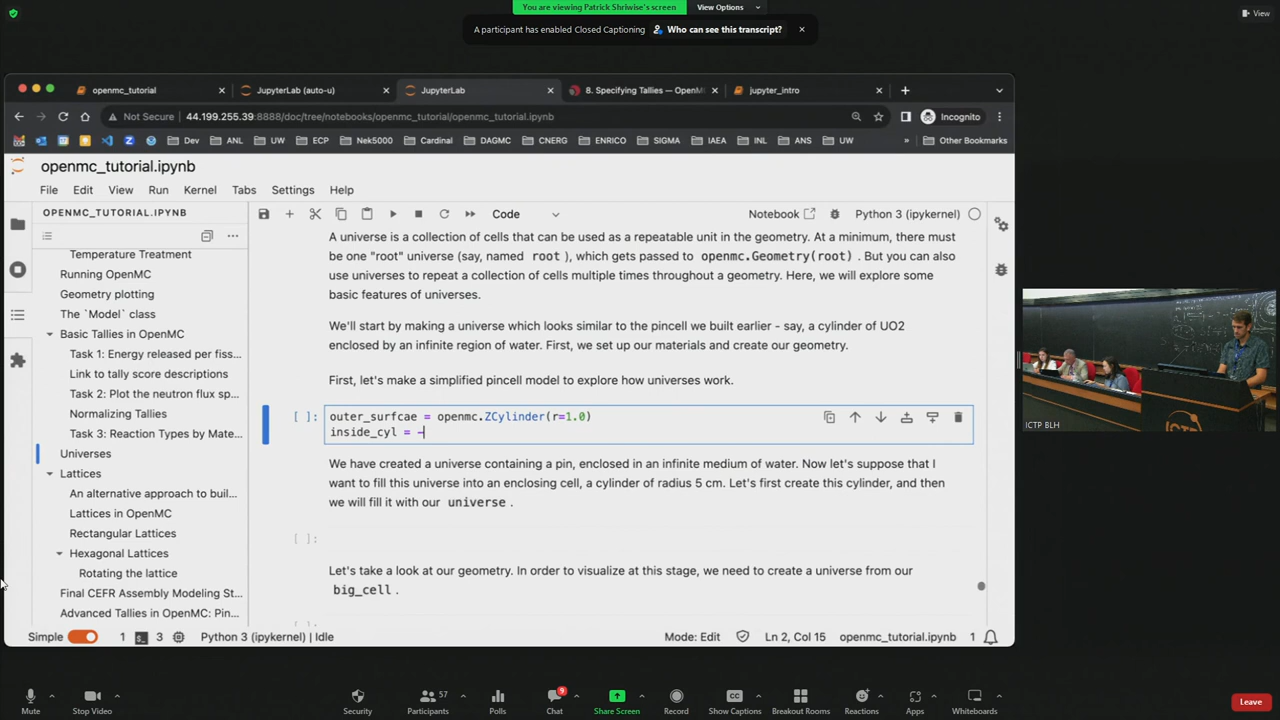 You are viewing Patrick Shriwise's screen
View Options
View
A participant has enabled Closed Captioning
Who can see this transcript?
openmc_tutorial
JupyterLab (auto-u)
JupyterLab
8. Specifying Tallies — OpenM
jupyter_intro
Not Secure
44.199.255.39:8888/doc/tree/notebooks/openmc_tutorial/openmc_tutorial.ipynb
Incognito
Dev
ANL
UW
ECP
Nek5000
Cardinal
DAGMC
CNERG
ENRICO
SIGMA
IAEA
INL
ANS
UW
»
Other Bookmarks
openmc_tutorial.ipynb
File
Edit
View
Run
Kernel
Tabs
Settings
Help
OPENMC_TUTORIAL.IPYNB
Code
Notebook
Python 3 (ipykernel)
Temperature Treatment
Running OpenMC
Geometry plotting
The `Model` class
Basic Tallies in OpenMC
Task 1: Energy released per fiss...
Link to tally score descriptions
Task 2: Plot the neutron flux sp...
Normalizing Tallies
Task 3: Reaction Types by Mate...
Universes
Lattices
An alternative approach to buil...
Lattices in OpenMC
Rectangular Lattices
Hexagonal Lattices
Rotating the lattice
Final CEFR Assembly Modeling St...
Advanced Tallies in OpenMC: Pin...
A universe is a collection of cells that can be used as a repeatable unit in the geometry. At a minimum, there must
be one "root" universe (say, named root ), which gets passed to openmc.Geometry(root) . But you can also
use universes to repeat a collection of cells multiple times throughout a geometry. Here, we will explore some
basic features of universes.
We'll start by making a universe which looks similar to the pincell we built earlier - say, a cylinder of UO2
enclosed by an infinite region of water. First, we set up our materials and create our geometry.
First, let's make a simplified pincell model to explore how universes work.
[ ]:
outer_surfcae = openmc.ZCylinder(r=1.0)
inside_cyl = -
We have created a universe containing a pin, enclosed in an infinite medium of water. Now let's suppose that I
want to fill this universe into an enclosing cell, a cylinder of radius 5 cm. Let's first create this cylinder, and then
we will fill it with our universe .
[ ]:
Let's take a look at our geometry. In order to visualize at this stage, we need to create a universe from our
big_cell .
Simple
1
3
Python 3 (ipykernel) | Idle
Mode: Edit
Ln 2, Col 15
openmc_tutorial.ipynb
1
ICTP BLH
Mute
Stop Video
Security
Participants
57
Polls
Chat
9
Share Screen
Record
CC
Show Captions
Breakout Rooms
Reactions
Apps
Whiteboards
Leave